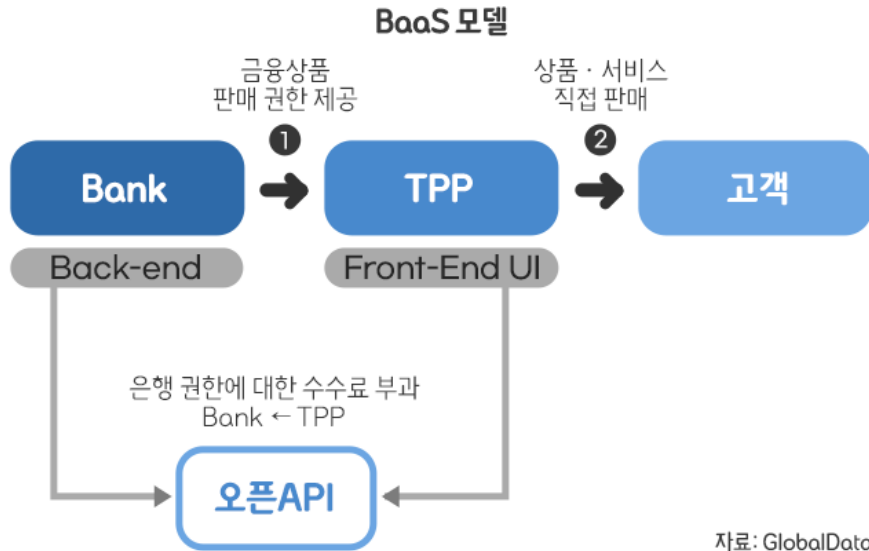 BaaS 모델
금융상품
판매 권한 제공
상품 · 서비스
직접 판매
1
2
Bank
TPP
고객
Back-end
Front-End UI
은행 권한에 대한 수수료 부과
Bank ← TPP
오픈API
자료: GlobalData